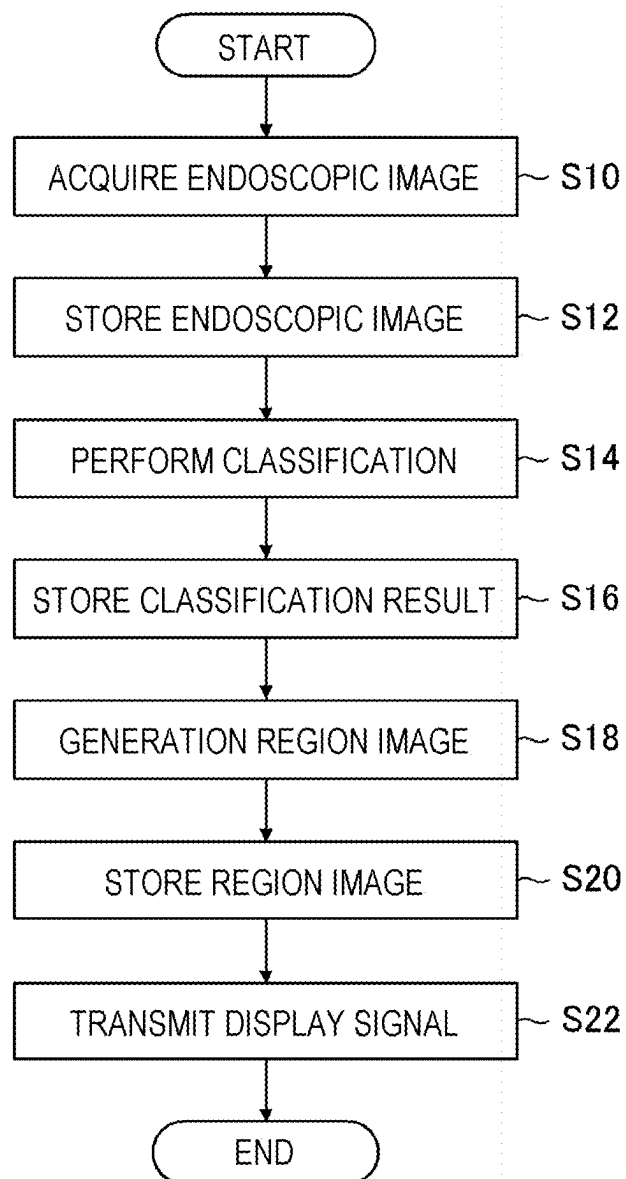 START
ACQUIRE ENDOSCOPIC IMAGE S10
STORE ENDOSCOPIC IMAGE S12
PERFORM CLASSIFICATION S14
STORE CLASSIFICATION RESULT S16
GENERATION REGION IMAGE S18
STORE REGION IMAGE S20
TRANSMIT DISPLAY SIGNAL S22
END